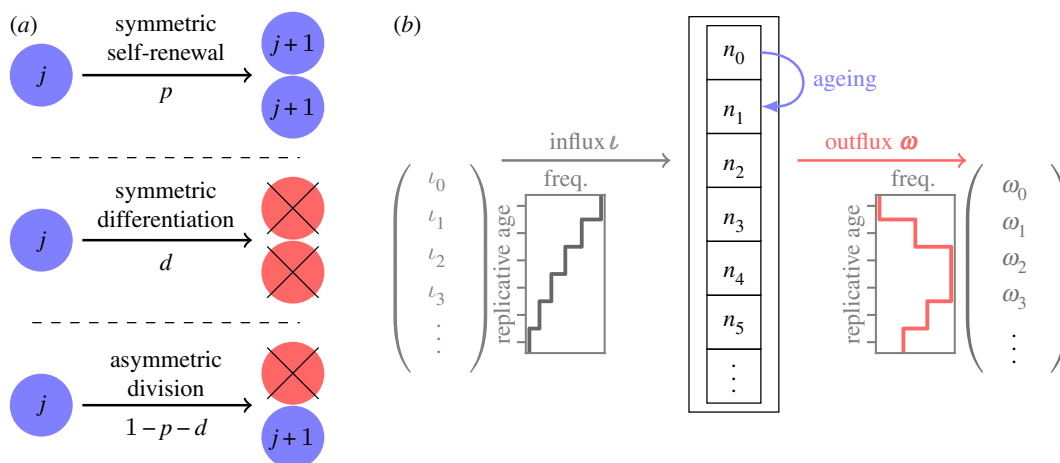 (a)
symmetric
self-renewal
j
p
j + 1
j + 1
symmetric
differentiation
j
d
asymmetric
division
j
1 – p – d
j + 1
(b)
influx ι
ι0
ι1
ι2
ι3
⋮
freq.
replicative age
n0
n1
n2
n3
n4
n5
⋮
ageing
outflux ω
freq.
replicative age
ω0
ω1
ω2
ω3
⋮